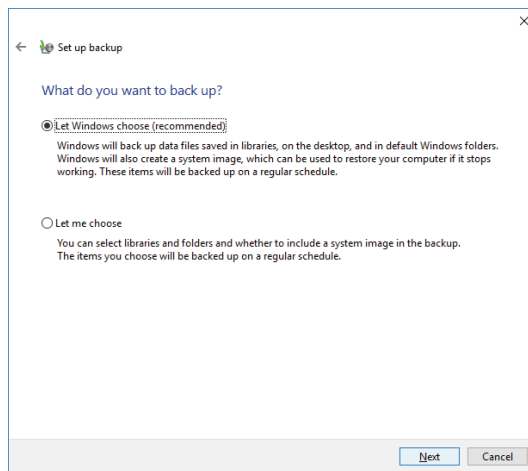 Set up backup
What do you want to back up?
Let Windows choose (recommended)
Windows will back up data files saved in libraries, on the desktop, and in default Windows folders.
Windows will also create a system image, which can be used to restore your computer if it stops
working. These items will be backed up on a regular schedule.
Let me choose
You can select libraries and folders and whether to include a system image in the backup.
The items you choose will be backed up on a regular schedule.
Next Cancel